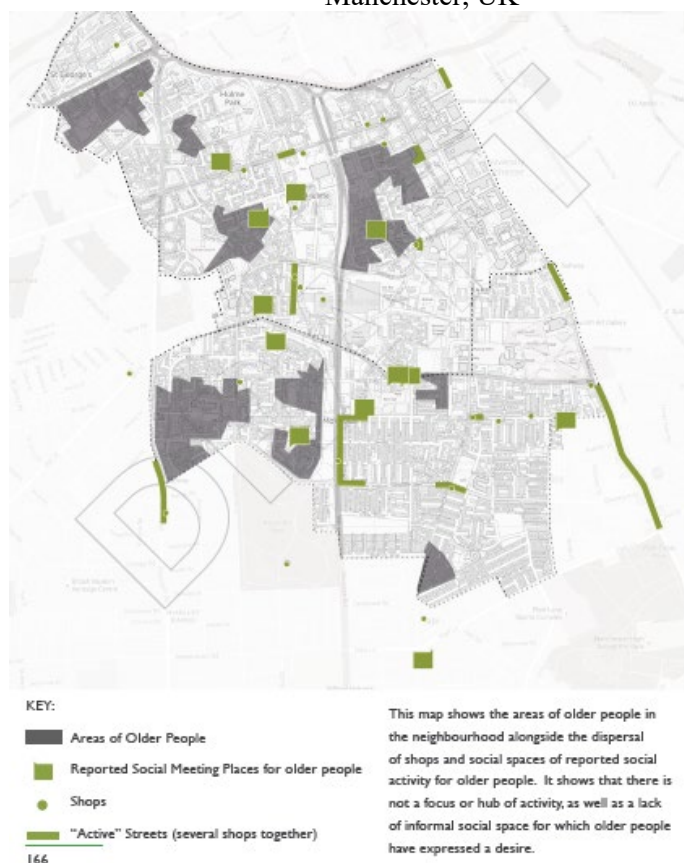 Manchester, UK
St George's
Hulme
Park
DRAFT
KEY:
Areas of Older People
Reported Social Meeting Places for older people
Shops
"Active" Streets (several shops together)
166
This map shows the areas of older people in
the neighbourhood alongside the dispersal
of shops and social spaces of reported social
activity for older people. It shows that there is
not a focus or hub of activity, as well as a lack
of informal social space for which older people
have expressed a desire.